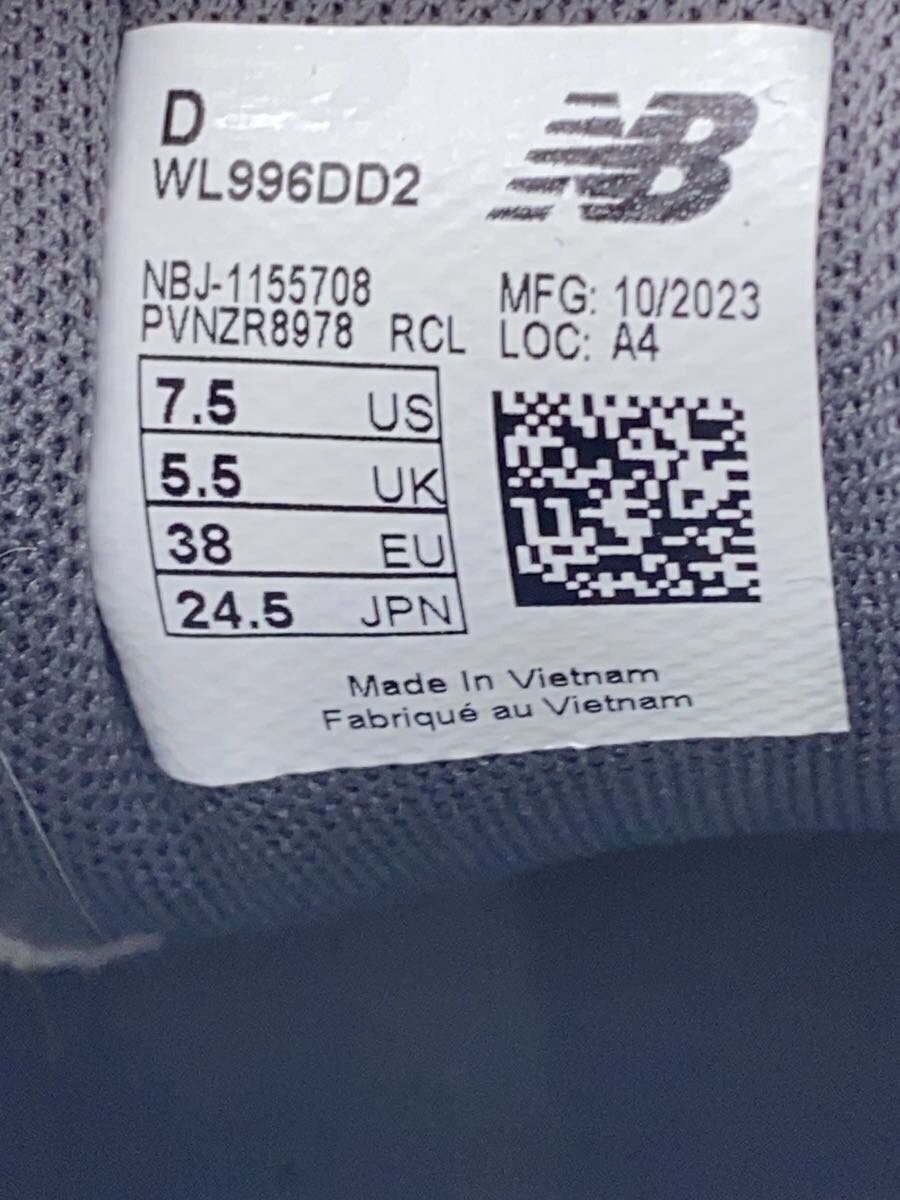 D
NB
WL996DD2
NBJ-1155708
PVNZR8978 RCL
MFG: 10/2023
LOC: A4
7.5 US
5.5 UK
38 EU
24.5 JPN
Made In Vietnam
Fabriqué au Vietnam